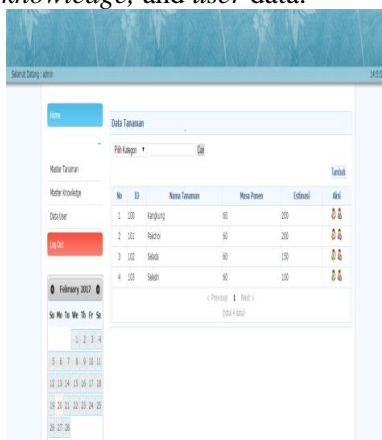 knowledge, and user data.
Selamat Datang : admin
Home
Master Tanaman
Master Knowledge
Data User
Log Out
February 2017
Su Mo Tu We Th Fr Sa
1 2 3 4
5 6 7 8 9 10 11
12 13 14 15 16 17 18
19 20 21 22 23 24 25
26 27 28
Data Tanaman
Pilih Kategori Cari
Tambah
No ID Nama Tanaman Masa Panen Estimasi Aksi
1 100 Kangkung 60 200
2 101 Pakchoi 60 200
3 102 Selada 60 150
4 103 Seledri 60 100
< Previous 1 Next >
(total 4 data)